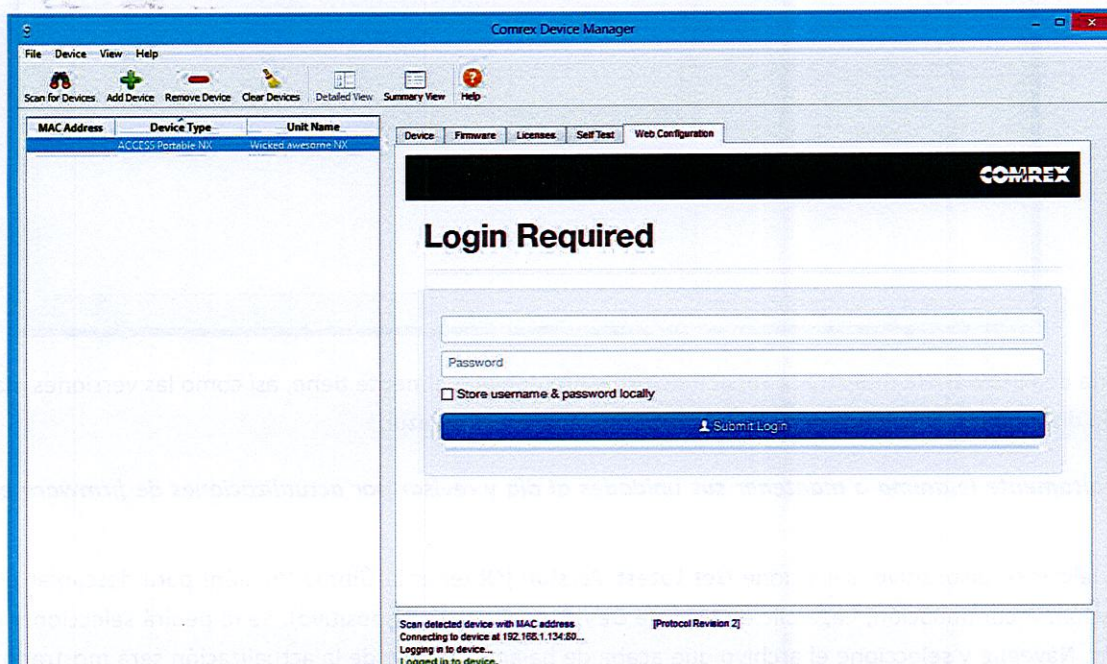 Comrex Device Manager
File Device View Help
Scan for Devices Add Device Remove Device Clear Devices Detailed View Summary View Help
MAC Address Device Type Unit Name
ACCESS Portable NX Wicked awesome NX
Device Firmware Licenses Self Test Web Configuration
COMREX
Login Required
Password
Store username & password locally
Submit Login
Scan detected device with MAC address [Protocol Revision 2]
Connecting to device at 192.168.1.134:80...
Logging in to device...
Logged in to device.